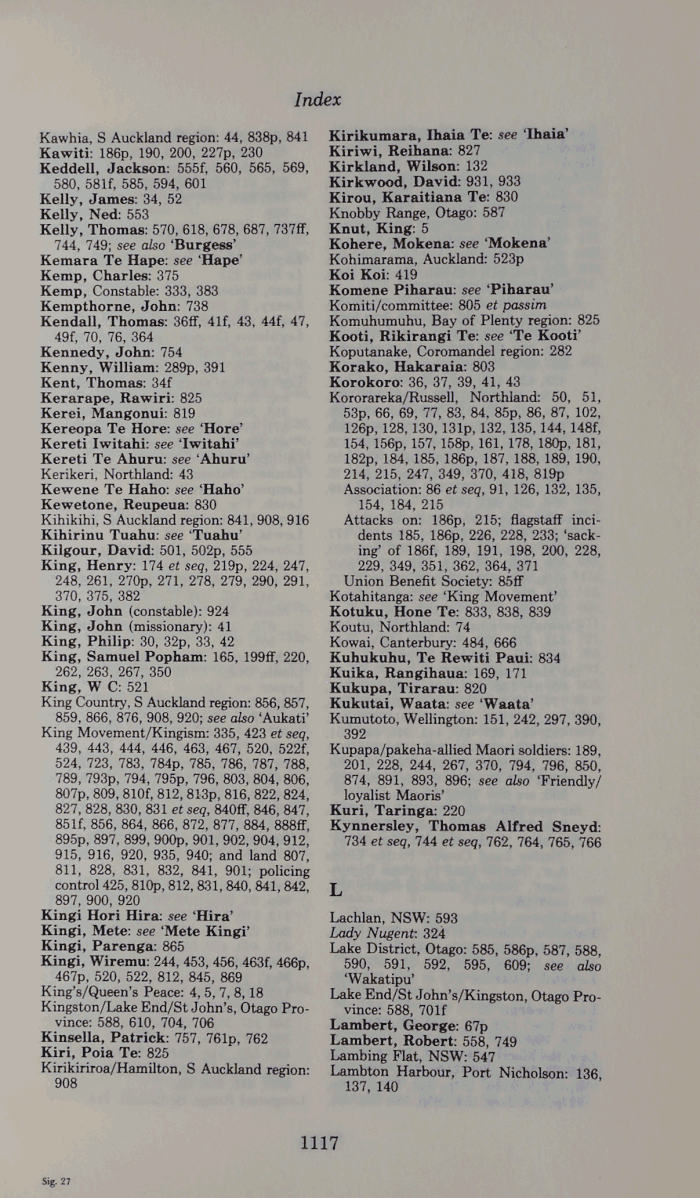 Index
Kawhia, S Auckland region: 44, 838p, 841
Kawiti: 186p, 190, 200, 227p, 230
Keddell, Jackson: 555f, 560, 565, 569,
580, 581f, 585, 594, 601
Kelly, James: 34, 52
Kelly, Ned: 553
Kelly, Thomas: 570, 618, 678, 687, 737ff,
744, 749; see also ‘Burgess’
Kemara Te Hape: see ‘Hape’
Kemp, Charles: 375
Kemp, Constable: 333, 383
Kempthorne, John: 738
Kendall, Thomas: 36ff, 41f, 43, 44f, 47,
49f, 70, 76, 364
Kennedy, John: 754
Kenny, William: 289p, 391
Kent, Thomas: 34f
Kerarape, Rawiri: 825
Kerei, Mangonui: 819
Kereopa Te Hore: see ‘Hore’
Kereti Iwitahi: see ‘Iwitahi’
Kereti Te Ahuru: see ‘Ahuru’
Kerikeri, Northland: 43
Kewene Te Haho: see ‘Haho’
Kewetone, Reupeua: 830
Kihikihi, S Auckland region: 841, 908, 916
Kihirinu Tuahu: see ‘Tuahu’
Kilgour, David: 501, 502p, 555
King, Henry: 174 et seq, 219p, 224, 247,
248, 261, 270p, 271, 278, 279, 290, 291,
370, 375, 382
King, John (constable): 924
King, John (missionary): 41
King, Philip: 30, 32p, 33, 42
King, Samuel Popham: 165, 199ff, 220,
262, 263, 267, 350
King, W C: 521
King Country, S Auckland region: 856, 857,
859, 866, 876, 908, 920; see also ‘Aukati’
King Movement/Kingism: 335, 423 et seq,
439, 443, 444, 446, 463, 467, 520, 522f,
524, 723, 783, 784p, 785, 786, 787, 788,
789, 793p, 794, 795p, 796, 803, 804, 806,
807p, 809, 810f, 812, 813p, 816, 822, 824,
827, 828, 830, 831 et seq, 840ff, 846, 847,
851f, 856, 864, 866, 872, 877, 884, 888ff,
895p, 897, 899, 900p, 901, 902, 904, 912,
915, 916, 920, 935, 940; and land 807,
811, 828, 831, 832, 841, 901; policing
control 425, 810p, 812, 831, 840, 841, 842,
897, 900, 920
Kingi Hori Hira: see ‘Hira’
Kingi, Mete: see ‘Mete Kingi’
Kingi, Parenga: 865
Kingi, Wiremu: 244, 453, 456, 463f, 466p,
467p, 520, 522, 812, 845, 869
King's/Queen's Peace: 4, 5, 7, 8, 18
Kingston/Lake End/St John's, Otago Pro-
vince: 588, 610, 704, 706
Kinsella, Patrick: 757, 761p, 762
Kiri, Poia Te: 825
Kirikiriroa/Hamilton, S Auckland region:
908
Kirikumara, Ihaia Te: see ‘Ihaia’
Kiriwi, Reihana: 827
Kirkland, Wilson: 132
Kirkwood, David: 931, 933
Kirou, Karaitiana Te: 830
Knobby Range, Otago: 587
Knut, King: 5
Kohere, Mokena: see ‘Mokena’
Kohimarama, Auckland: 523p
Koi Koi: 419
Komene Piharau: see ‘Piharau’
Komiti/committee: 805 et passim
Komuhumuhu, Bay of Plenty region: 825
Kooti, Rikirangi Te: see ‘Te Kooti’
Koputanake, Coromandel region: 282
Korako, Hakaraia: 803
Korokoro: 36, 37, 39, 41, 43
Kororareka/Russell, Northland: 50, 51,
53p, 66, 69, 77, 83, 84, 85p, 86, 87, 102,
126p, 128, 130, 131p, 132, 135, 144, 148f,
154, 156p, 157, 158p, 161, 178, 180p, 181,
182p, 184, 185, 186p, 187, 188, 189, 190,
214, 215, 247, 349, 370, 418, 819p
Association: 86 et seq, 91, 126, 132, 135,
154, 184, 215
Attacks on: 186p, 215; flagstaff inci-
dents 185, 186p, 226, 228, 233; ‘sack-
ing’ of 186f, 189, 191, 198, 200, 228,
229, 349, 351, 362, 364, 371
Union Benefit Society: 85ff
Kotahitanga: see ‘King Movement’
Kotuku, Hone Te: 833, 838, 839
Koutu, Northland: 74
Kowai, Canterbury: 484, 666
Kuhukuhu, Te Rewiti Paui: 834
Kuika, Rangihaua: 169, 171
Kukupa, Tirarau: 820
Kukutai, Waata: see ‘Waata’
Kumutoto, Wellington: 151, 242, 297, 390,
392
Kupapa/pakeha-allied Maori soldiers: 189,
201, 228, 244, 267, 370, 794, 796, 850,
874, 891, 893, 896; see also ‘Friendly/
loyalist Maoris’
Kuri, Taringa: 220
Kynnersley, Thomas Alfred Sneyd:
734 et seq, 744 et seq, 762, 764, 765, 766
L
Lachlan, NSW: 593
Lady Nugent: 324
Lake District, Otago: 585, 586p, 587, 588,
590, 591, 592, 595, 609; see also
‘Wakatipu’
Lake End/St John's/Kingston, Otago Pro-
vince: 588, 701f
Lambert, George: 67p
Lambert, Robert: 558, 749
Lambing Flat, NSW: 547
Lambton Harbour, Port Nicholson: 136,
137, 140
1117
Sig. 27